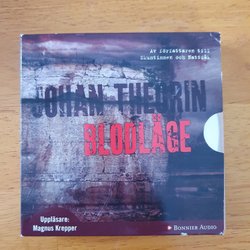 Av författaren till
Skumtimmen och Nattfåk
JOHAN THEORIN
BLODLÄGE
Uppläsare:
Magnus Krepper
BONNIER AUDIO